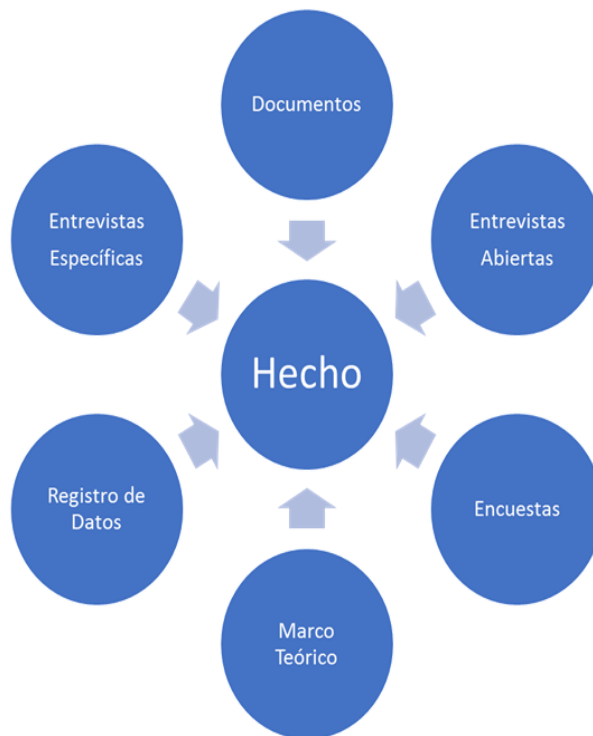 Documentos
Entrevistas
Específicas
Entrevistas
Abiertas
Hecho
Registro de
Datos
Encuestas
Marco
Teórico